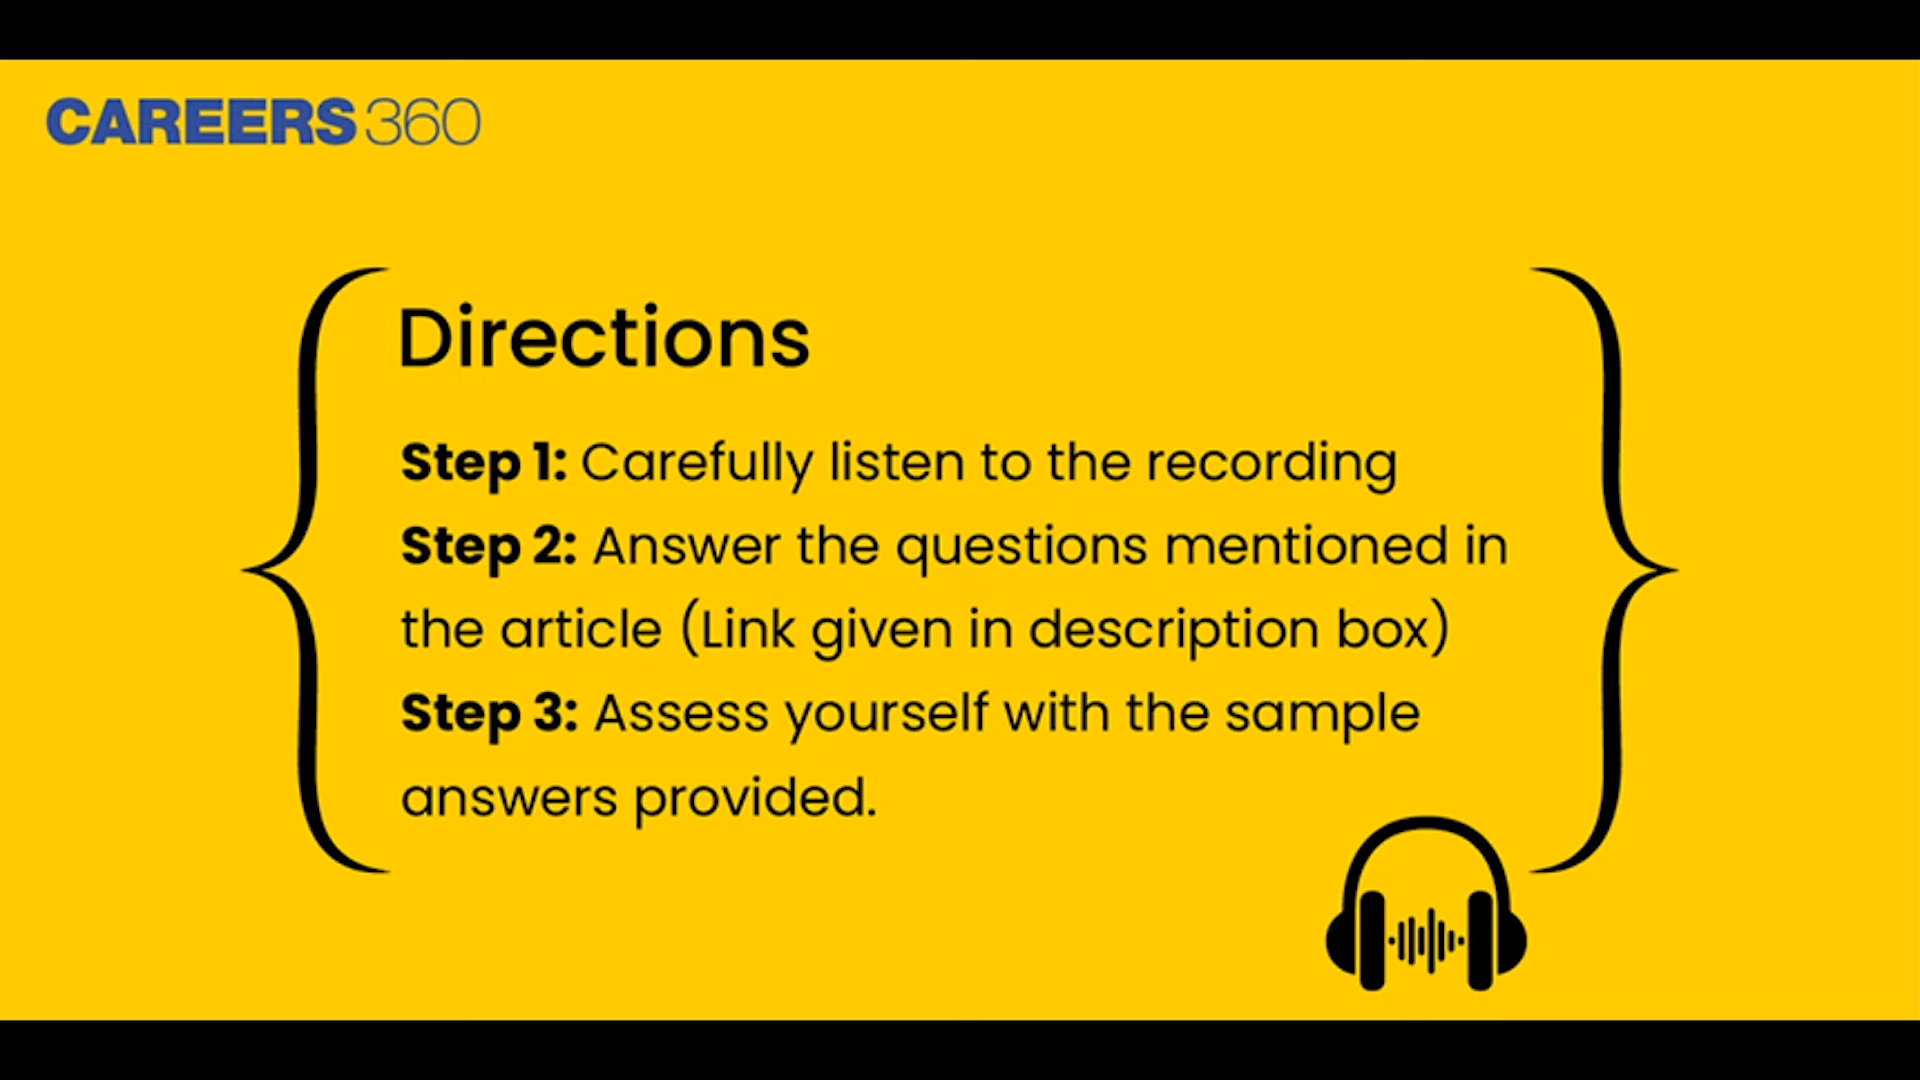 CAREERS360
Directions
Step 1: Carefully listen to the recording
Step 2: Answer the questions mentioned in
the article (Link given in description box)
Step 3: Assess yourself with the sample
answers provided.